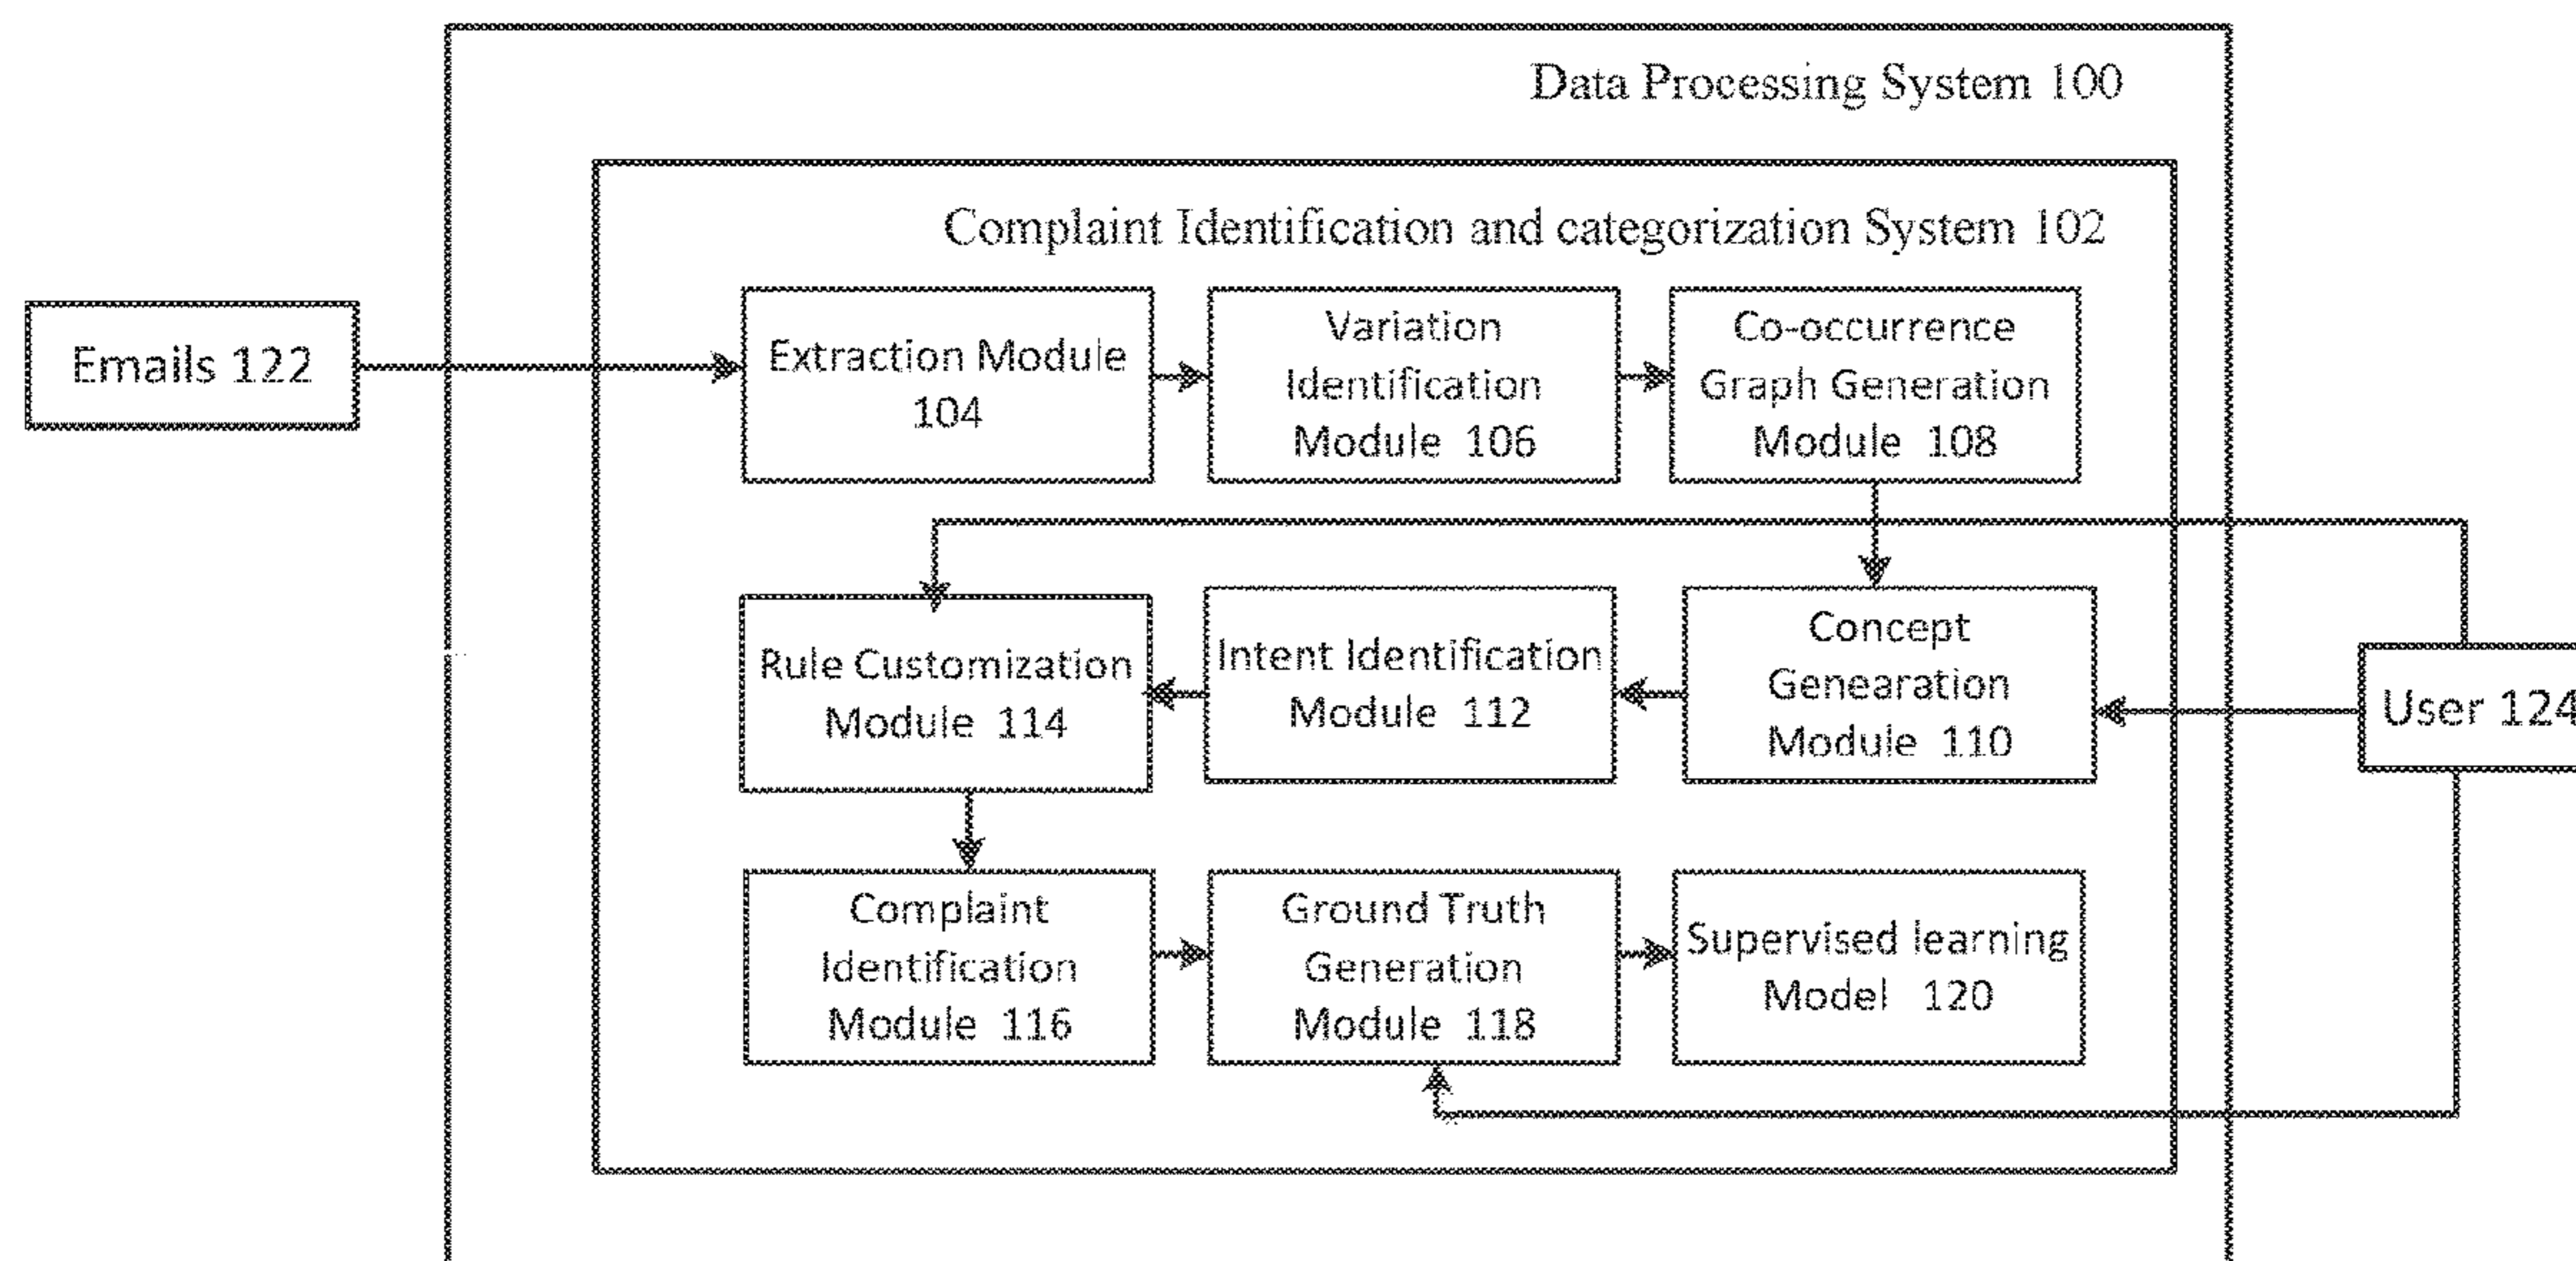 Data Processing System 100
Complaint Identification and categorization System 102
Emails 122
Extraction Module
104
Variation
Identification
Module 106
Co-occurrence
Graph Generation
Module 108
Rule Customization
Module 114
Intent Identification
Module 112
Concept
Genearation
Module 110
User 124
Complaint
Identification
Module 116
Ground Truth
Generation
Module 118
Supervised learning
Model 120